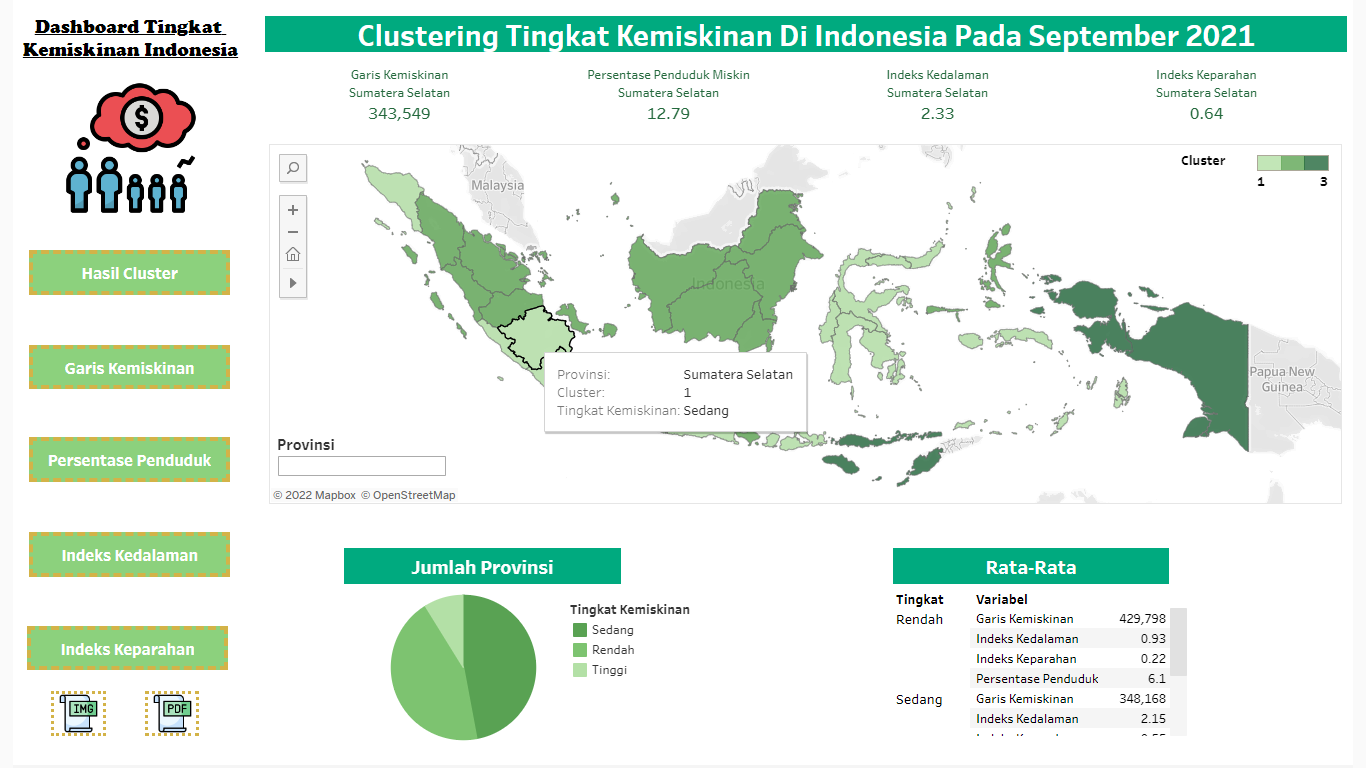 Dashboard Tingkat
Kemiskinan Indonesia
$
Hasil Cluster
Garis Kemiskinan
Persentase Penduduk
Indeks Kedalaman
Indeks Keparahan
IMG
PDF
Clustering Tingkat Kemiskinan Di Indonesia Pada September 2021
Garis Kemiskinan
Sumatera Selatan
343,549
Persentase Penduduk Miskin
Sumatera Selatan
12.79
Indeks Kedalaman
Sumatera Selatan
2.33
Indeks Keparahan
Sumatera Selatan
0.64
Cluster
1 3
Malaysia
Indonesia
Papua New
Guinea
Provinsi: Sumatera Selatan
Cluster: 1
Tingkat Kemiskinan: Sedang
Provinsi
© 2022 Mapbox © OpenStreetMap
Jumlah Provinsi
Tingkat Kemiskinan
Sedang
Rendah
Tinggi
Rata-Rata
Tingkat Variabel
Rendah Garis Kemiskinan 429,798
Indeks Kedalaman 0.93
Indeks Keparahan 0.22
Persentase Penduduk 6.1
Sedang Garis Kemiskinan 348,168
Indeks Kedalaman 2.15